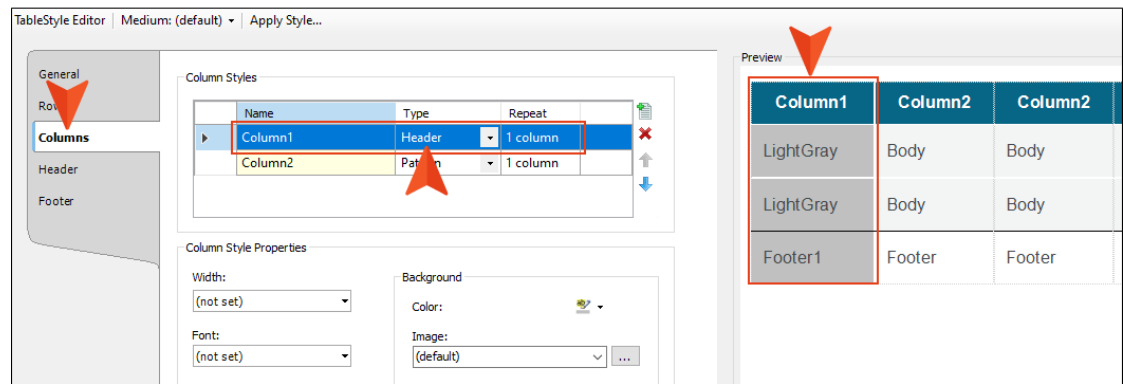 TableStyle Editor | Medium: (default) | Apply Style...
General
Columns
Header
Footer
Column Styles
Name Type Repeat
Column1 Header 1 column
Column2 1 column
Column Style Properties
Width:
(not set)
Font:
(not set)
Background
Color:
Image:
(default)
...
Preview
Column1 Column2 Column2
LightGray Body Body
LightGray Body Body
Footer1 Footer Footer